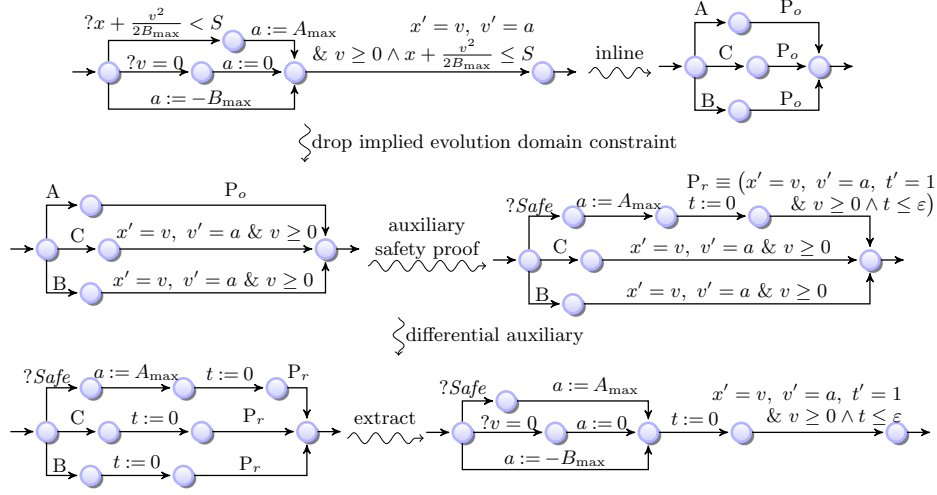 ?x + v²/2B_max < S
a := A_max
x′ = v, v′ = a
& v ≥ 0 ∧ x + v²/2B_max ≤ S
?v = 0
a := 0
a := −B_max
inline
A
P_o
C
P_o
B
P_o
drop implied evolution domain constraint
A
P_o
C
x′ = v, v′ = a & v ≥ 0
B
x′ = v, v′ = a & v ≥ 0
auxiliary
safety proof
?Safe
a := A_max
t := 0
P_r ≡ (x′ = v, v′ = a, t′ = 1
& v ≥ 0 ∧ t ≤ ε)
C
x′ = v, v′ = a & v ≥ 0
B
x′ = v, v′ = a & v ≥ 0
differential auxiliary
?Safe
a := A_max
t := 0
P_r
C
t := 0
P_r
B
t := 0
P_r
extract
?Safe
a := A_max
?v = 0
a := 0
a := −B_max
t := 0
x′ = v, v′ = a, t′ = 1
& v ≥ 0 ∧ t ≤ ε